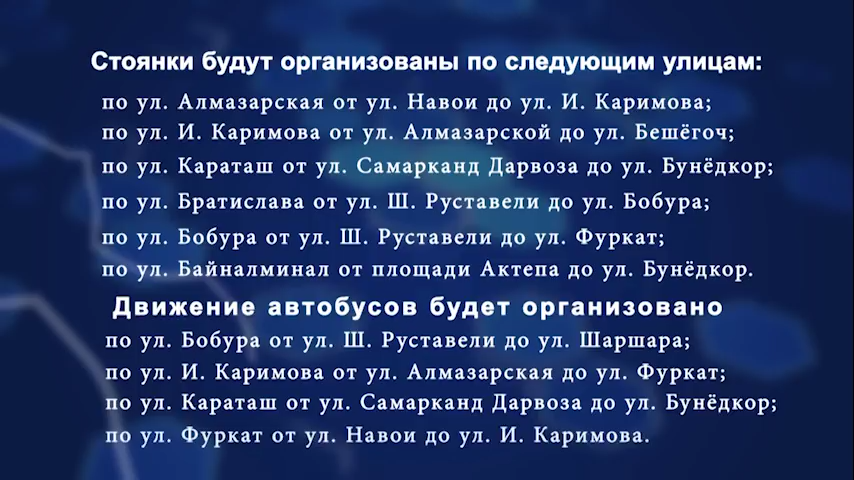 Стоянки будут организованы по следующим улицам:
по ул. Алмазарская от ул. Навои до ул. И. Каримова;
по ул. И. Каримова от ул. Алмазарской до ул. Бешёгоч;
по ул. Караташ от ул. Самарканд Дарвоза до ул. Бунёдкор;
по ул. Братислава от ул. Ш. Руставели до ул. Бобура;
по ул. Бобура от ул. Ш. Руставели до ул. Фуркат;
по ул. Байналминал от площади Актепа до ул. Бунёдкор.
Движение автобусов будет организовано
по ул. Бобура от ул. Ш. Руставели до ул. Шаршара;
по ул. И. Каримова от ул. Алмазарская до ул. Фуркат;
по ул. Караташ от ул. Самарканд Дарвоза до ул. Бунёдкор;
по ул. Фуркат от ул. Навои до ул. И. Каримова.